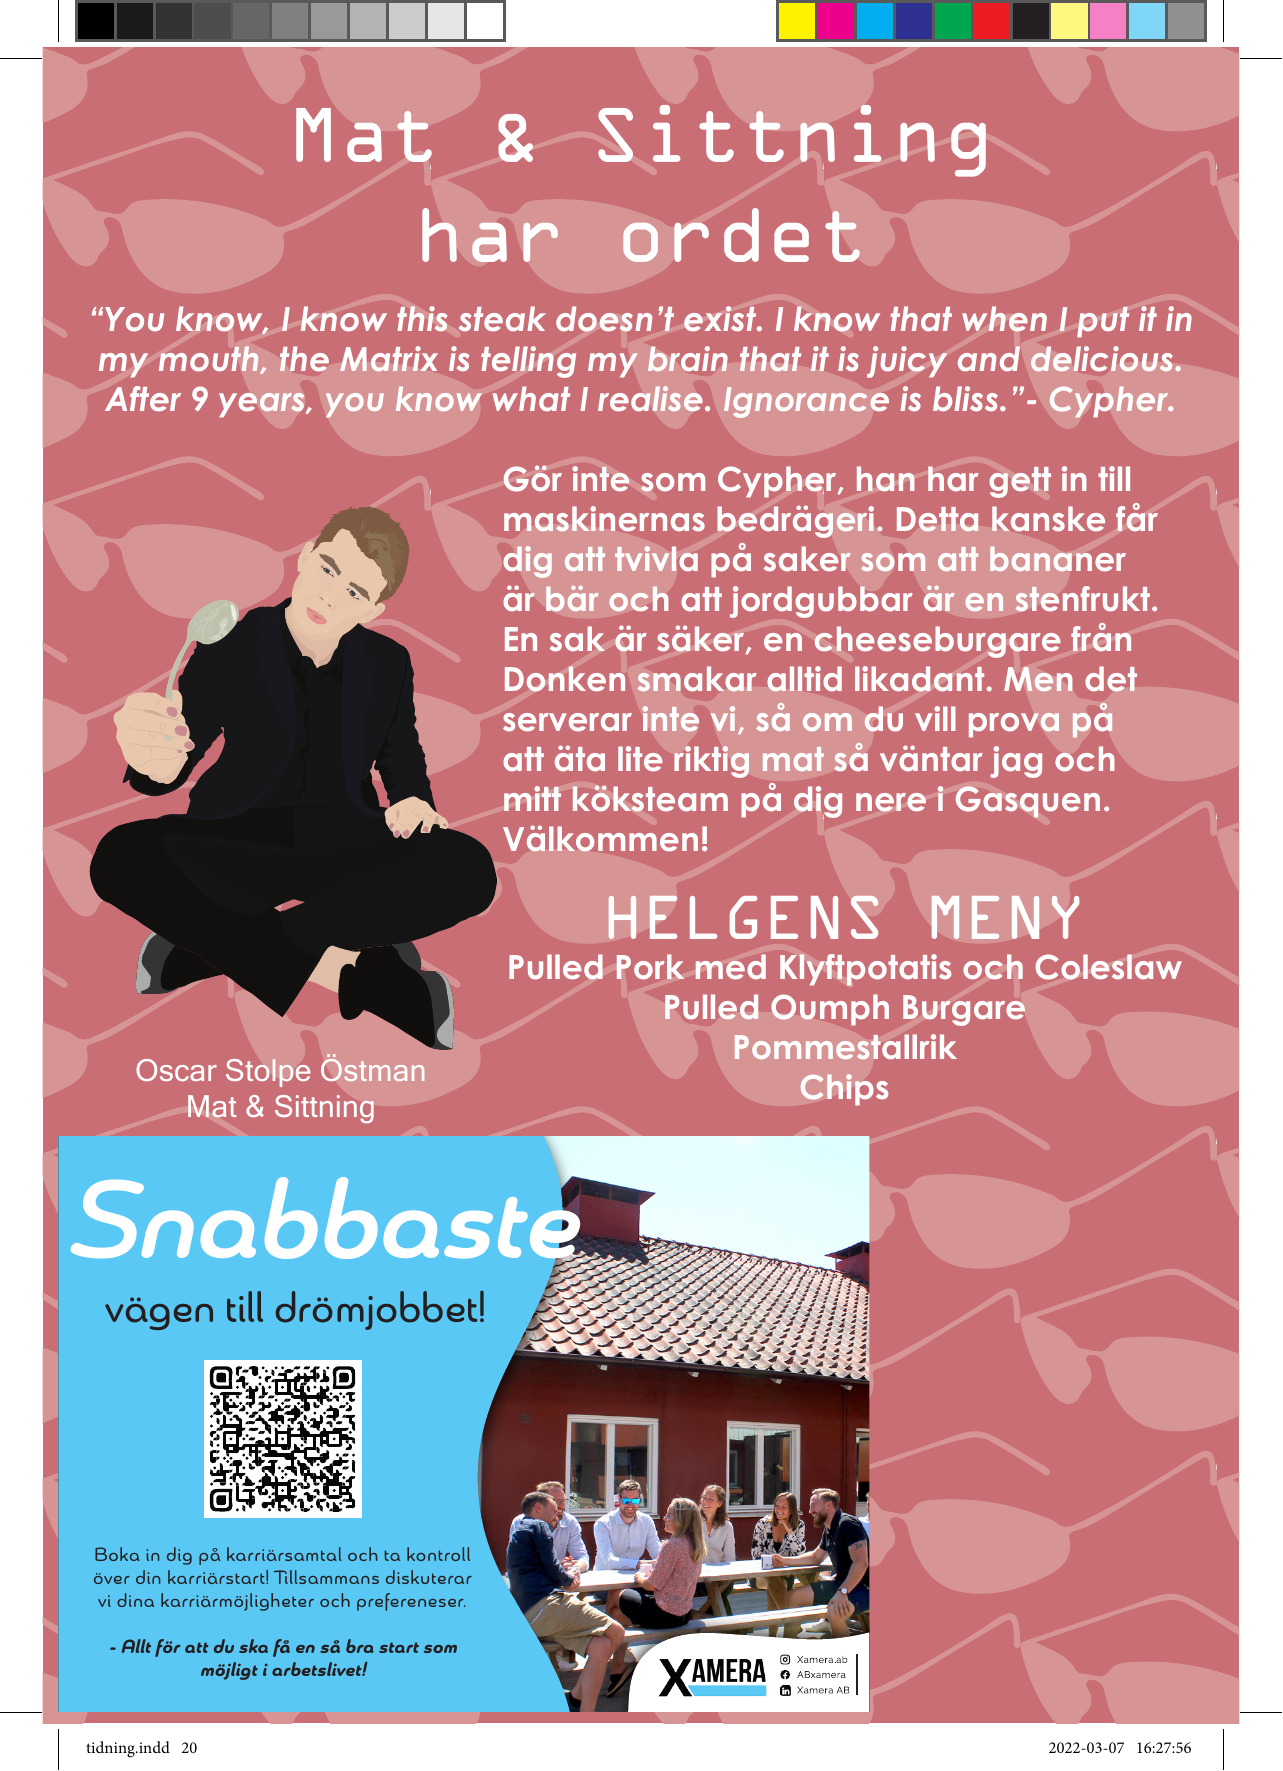 Mat & Sittning
har ordet
“You know, I know this steak doesn’t exist. I know that when I put it in
my mouth, the Matrix is telling my brain that it is juicy and delicious.
After 9 years, you know what I realise. Ignorance is bliss.”- Cypher.
Gör inte som Cypher, han har gett in till
maskinernas bedrägeri. Detta kanske får
dig att tvivla på saker som att bananer
är bär och att jordgubbar är en stenfrukt.
En sak är säker, en cheeseburgare från
Donken smakar alltid likadant. Men det
serverar inte vi, så om du vill prova på
att äta lite riktig mat så väntar jag och
mitt köksteam på dig nere i Gasquen.
Välkommen!
HELGENS MENY
Pulled Pork med Klyftpotatis och Coleslaw
Pulled Oumph Burgare
Pommestallrik
Chips
Oscar Stolpe Östman
Mat & Sittning
Snabbaste
vägen till drömjobbet!
Boka in dig på karriärsamtal och ta kontroll
över din karriärstart! Tillsammans diskuterar
vi dina karriärmöjligheter och prefereneser.
- Allt för att du ska få en så bra start som
möjligt i arbetslivet!
XAMERA
Xamera.ab
ABxamera
Xamera AB
tidning.indd 20
2022-03-07 16:27:56